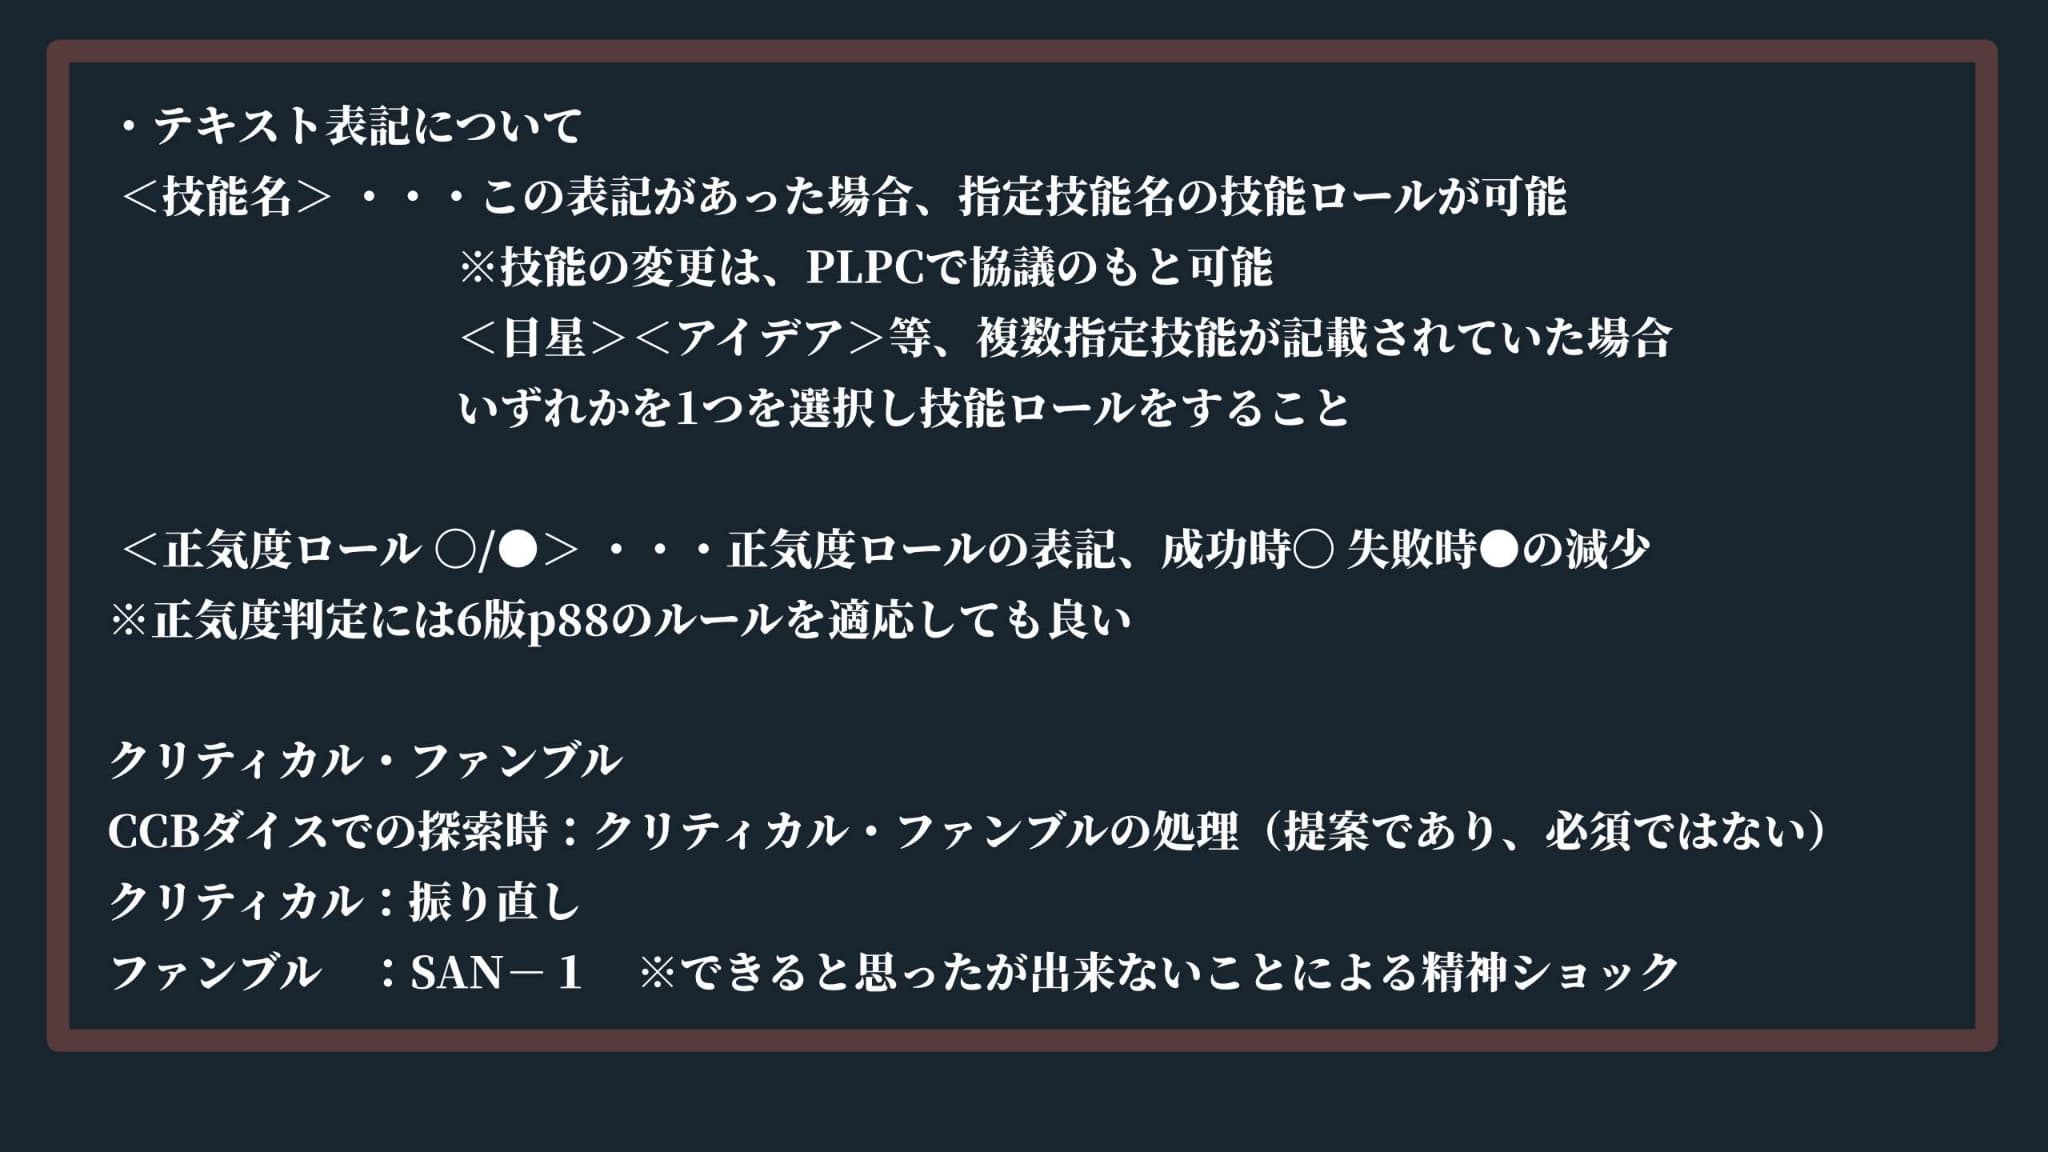 ・テキスト表記について
＜技能名＞・・・この表記があった場合、指定技能名の技能ロールが可能
※技能の変更は、PLPCで協議のもと可能
＜目星＞＜アイデア＞等、複数指定技能が記載されていた場合
いずれかを1つを選択し技能ロールをすること
＜正気度ロール ○/●＞・・・正気度ロールの表記、成功時○ 失敗時●の減少
※正気度判定には6版p88のルールを適応しても良い
クリティカル・ファンブル
CCBダイスでの探索時：クリティカル・ファンブルの処理（提案であり、必須ではない）
クリティカル：振り直し
ファンブル　：SAN－１　※できると思ったが出来ないことによる精神ショック